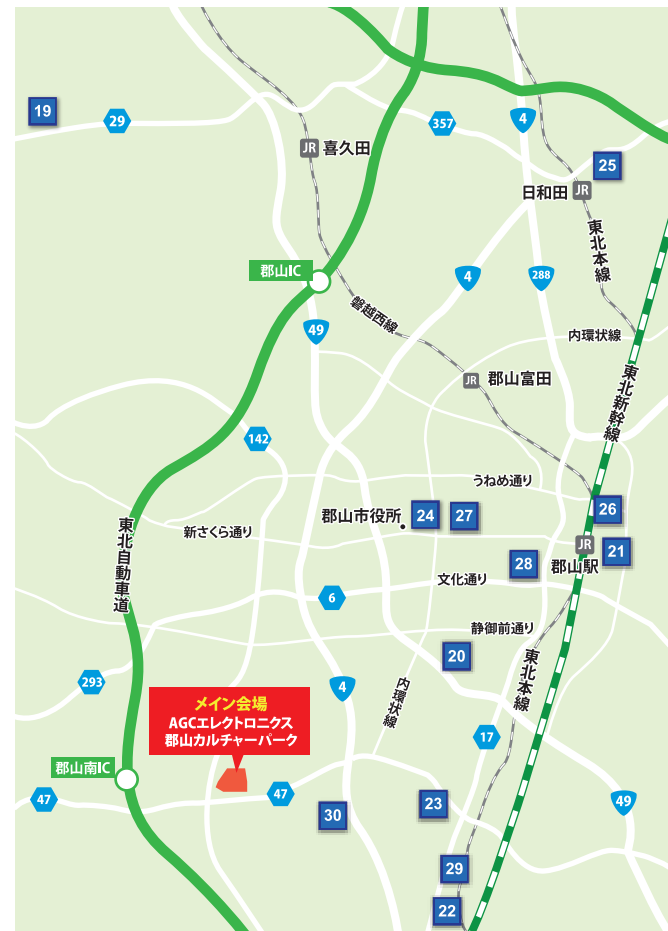 19
29
357
4
JR 喜久田
25
日和田 JR
東北本線
郡山IC
4
288
49
磐越西線
内環状線
JR 郡山富田
東北新幹線
142
うねめ通り
東北自動車道
新さくら通り
郡山市役所
24
27
26
JR
21
郡山駅
28
文化通り
6
静御前通り
20
東北本線
293
4
内環状線
メイン会場
AGCエレクトロニクス
郡山カルチャーパーク
17
郡山南IC
47
47
30
23
49
29
22